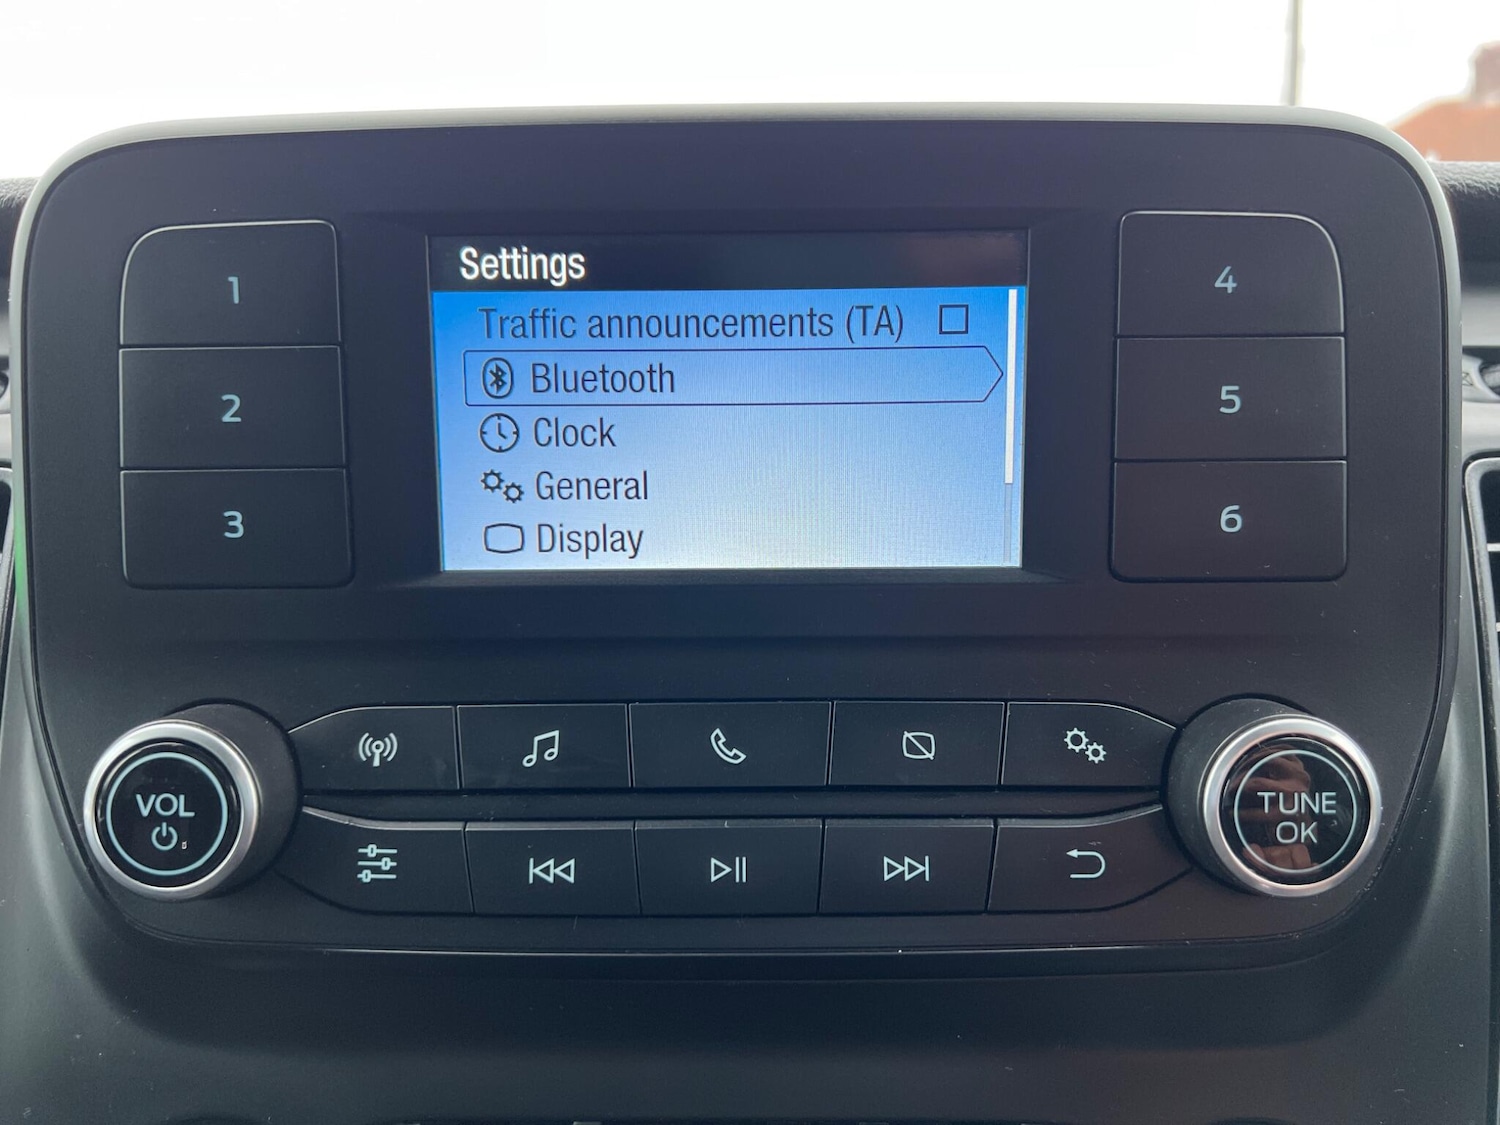 Settings
Traffic announcements (TA)
Bluetooth
Clock
General
Display
1
2
3
4
5
6
VOL
TUNE
OK